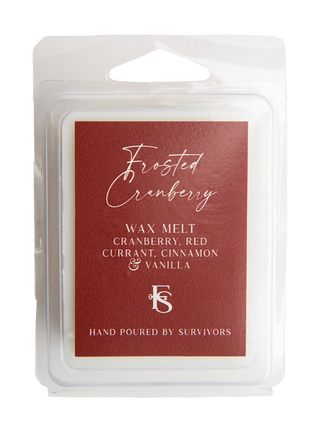 Frosted
Cranberry
WAX MELT
CRANBERRY, RED
CURRANT, CINNAMON
& VANILLA
FS
HAND POURED BY SURVIVORS